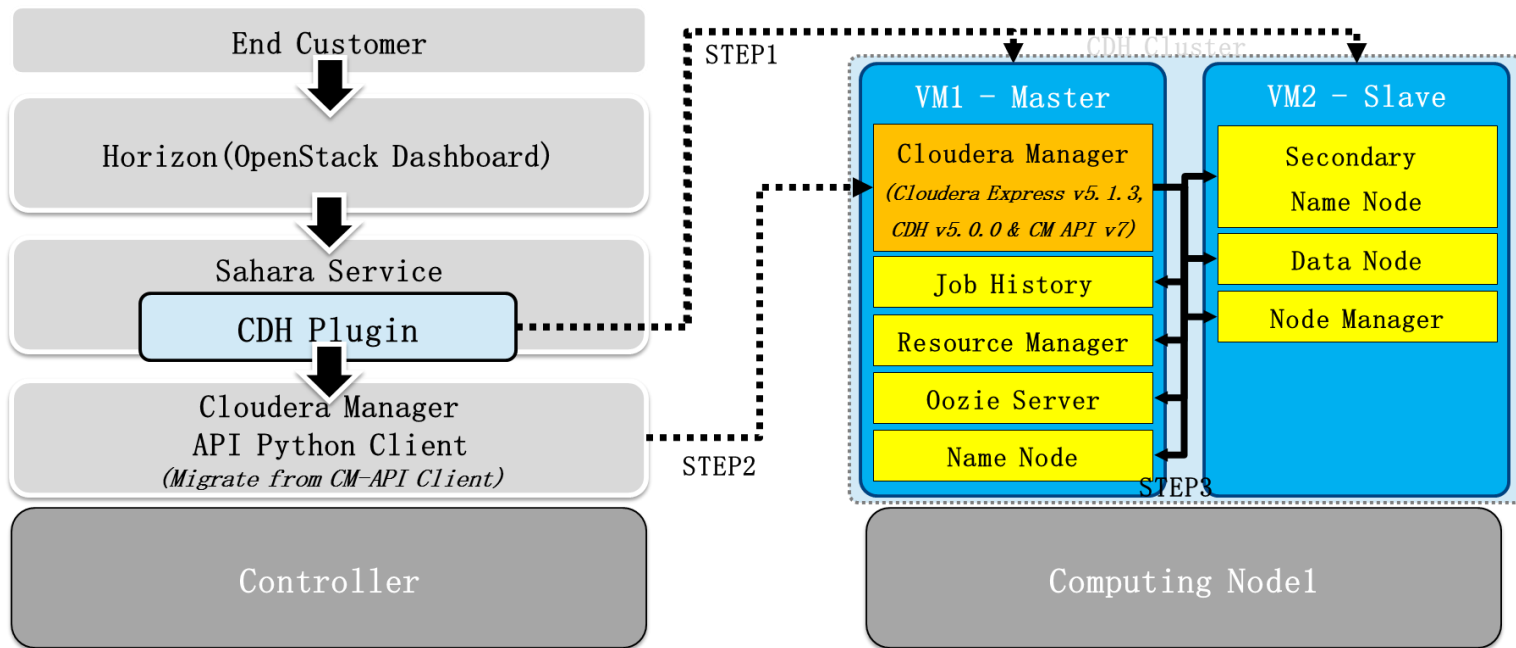 End Customer
Horizon(OpenStack Dashboard)
Sahara Service
CDH Plugin
Cloudera Manager
API Python Client
(Migrate from CM-API Client)
Controller
STEP1
STEP2
CDH Cluster
VM1 - Master
Cloudera Manager
(Cloudera Express v5.1.3,
CDH v5.0.0 & CM API v7)
Job History
Resource Manager
Oozie Server
Name Node
VM2 - Slave
Secondary
Name Node
Data Node
Node Manager
STEP3
Computing Node1